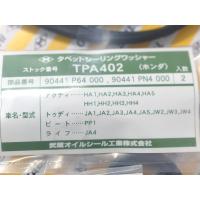 タペットシーリングワッシャー
ストック番号 TPA402 (ホンダ) 入数
部品番号 90441 P64 000 , 90441 PN4 000 2
アクティ---HA1,HA2,HA3,HA4,HA5
HH1,HH2,HH3,HH4
車名・型式 トゥディ---JA1,JA2,JA3,JA4,JA5,JW2,JW3,JW4
ビート---PP1
ライフ---JA4
武蔵オイルシール工業株式会社